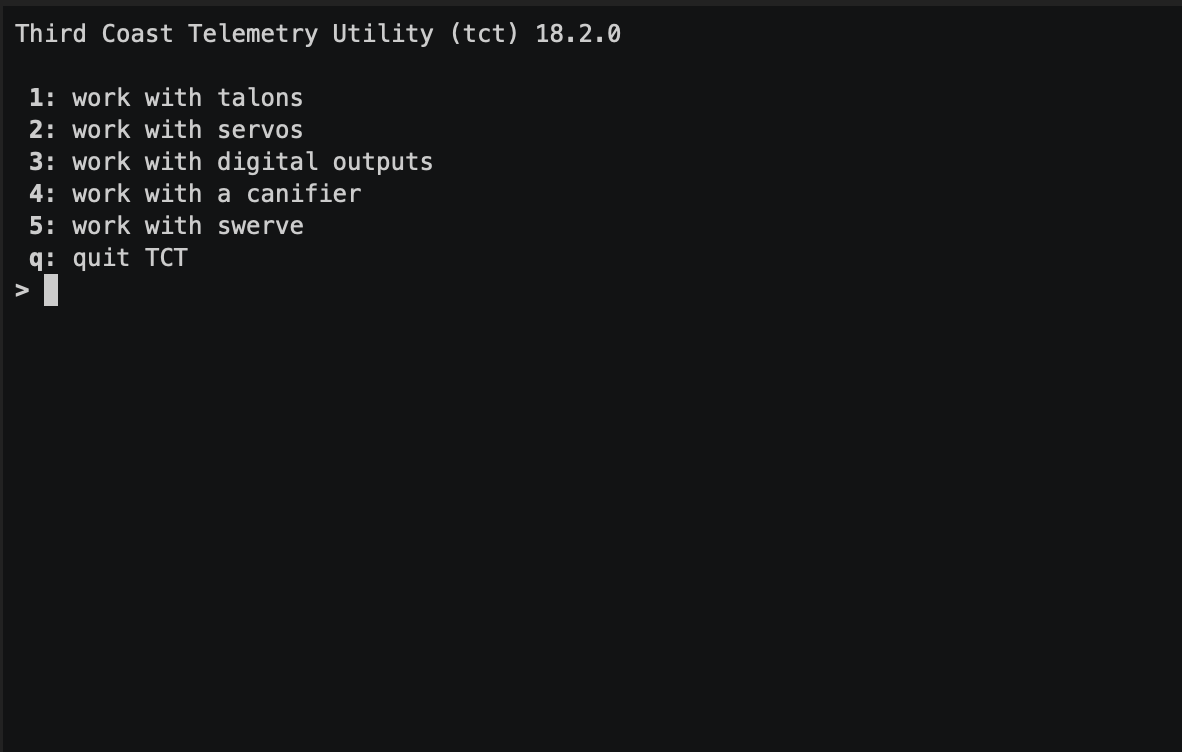 Third Coast Telemetry Utility (tct) 18.2.0
1: work with talons
2: work with servos
3: work with digital outputs
4: work with a canifier
5: work with swerve
q: quit TCT
>